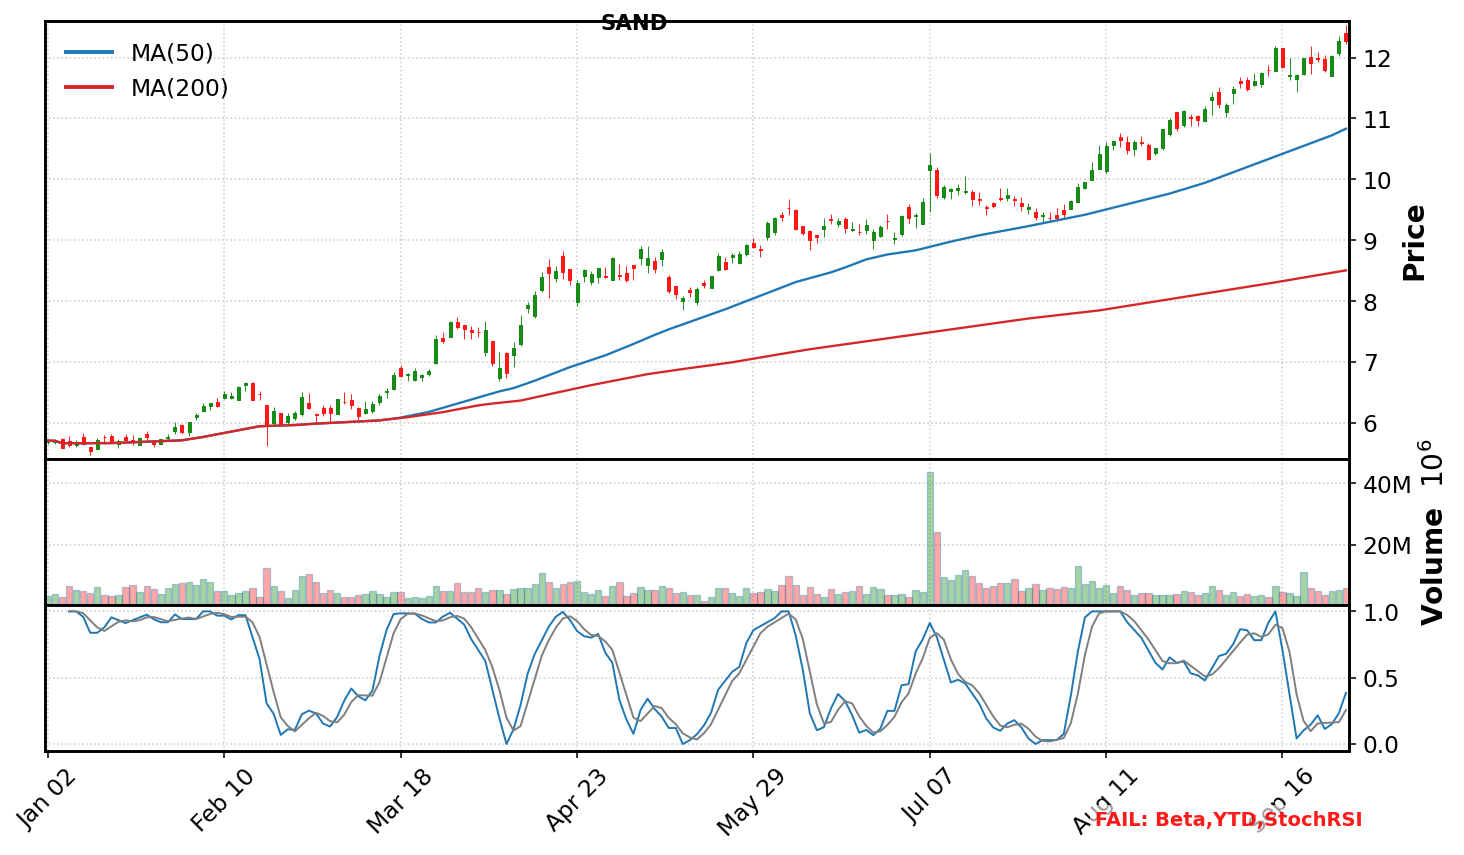 SAND
MA(50)
MA(200)
12
11
10
9
8
7
6
Price
40M
20M
Volume 10^6
1.0
0.5
0.0
Jan 02
Feb 10
Mar 18
Apr 23
May 29
Jul 07
Aug 11
Sep 16
FAIL: Beta,YTD,StochRSI